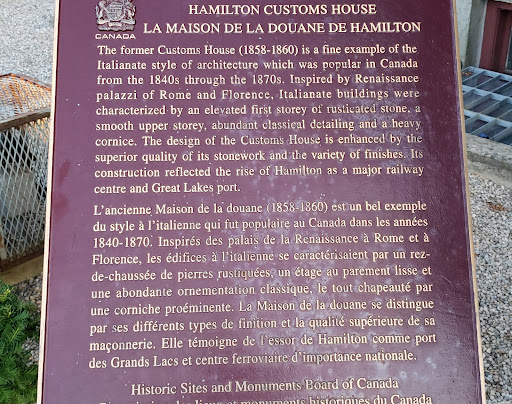 HAMILTON CUSTOMS HOUSE
LA MAISON DE LA DOUANE DE HAMILTON
CANADA
The former Customs House (1858-1860) is a fine example of the
Italianate style of architecture which was popular in Canada
from the 1840s through the 1870s. Inspired by Renaissance
palazzi of Rome and Florence, Italianate buildings were
characterized by an elevated first storey of rusticated stone, a
smooth upper storey, abundant classical detailing and a heavy
cornice. The design of the Customs House is enhanced by the
superior quality of its stonework and the variety of finishes. Its
construction reflected the rise of Hamilton as a major railway
centre and Great Lakes port.
L'ancienne Maison de la douane (1858-1860) est un bel exemple
du style à l'italienne qui fut populaire au Canada dans les années
1840-1870. Inspirés des palais de la Renaissance à Rome et à
Florence, les édifices à l'italienne se caractérisaient par un rez-
de-chaussée de pierres rustiquées, un étage au parement lisse et
une abondante ornementation classique, le tout chapeauté par
une corniche proéminente. La Maison de la douane se distingue
par ses différents types de finition et la qualité supérieure de sa
maçonnerie. Elle témoigne de l'essor de Hamilton comme port
des Grands Lacs et centre ferroviaire d'importance nationale.
Historic Sites and Monuments Board of Canada
lieux et monuments historiques du Canada